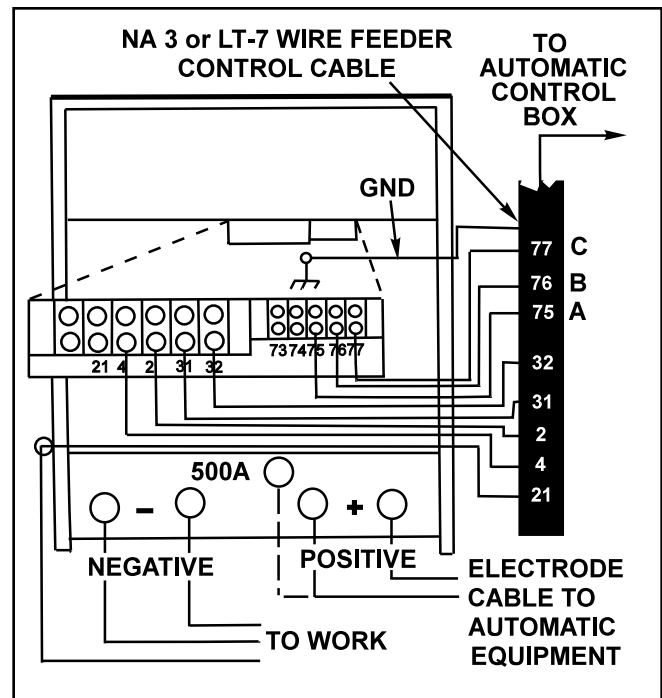 NA 3 or LT-7 WIRE FEEDER
CONTROL CABLE
TO
AUTOMATIC
CONTROL
BOX
GND
77 C
76 B
75 A
32
31
2
4
21
21 4 2 31 32
73 74 75 76 77
500A
- +
NEGATIVE
POSITIVE
TO WORK
ELECTRODE
CABLE TO
AUTOMATIC
EQUIPMENT